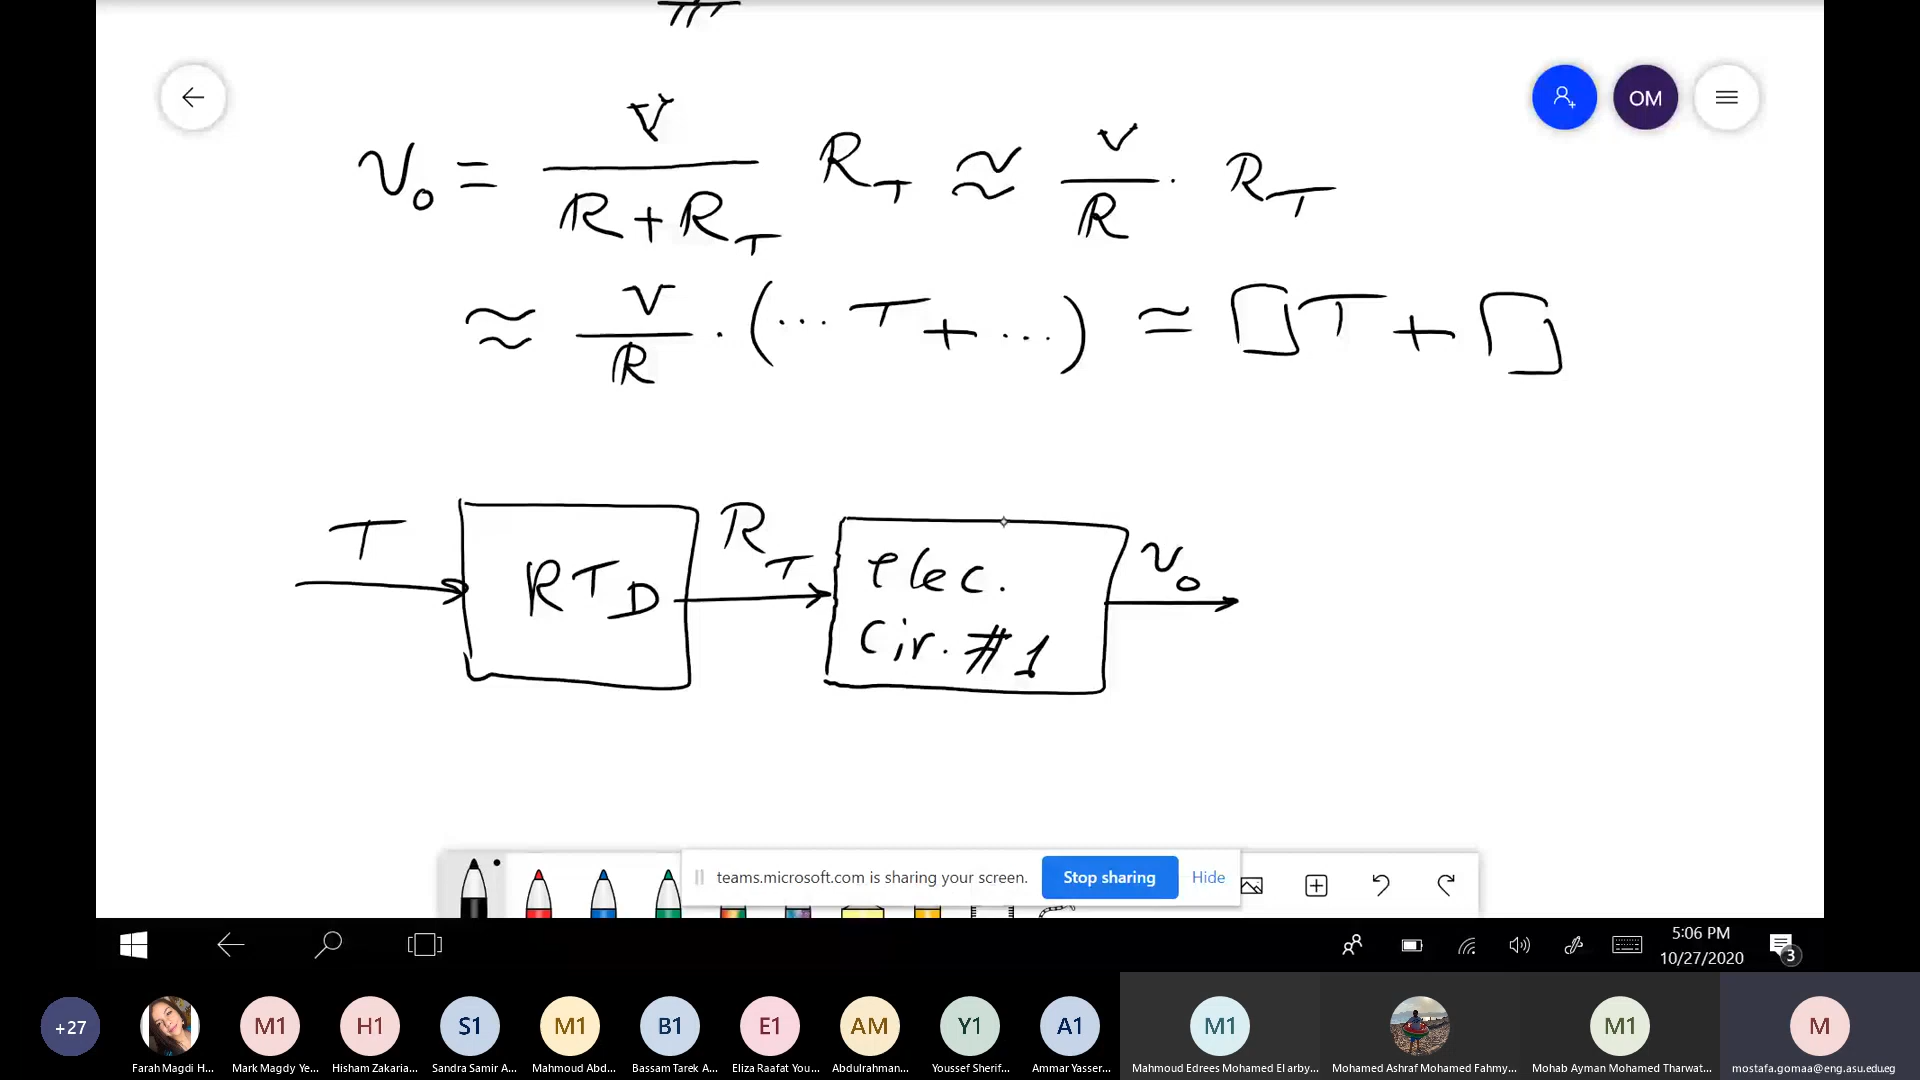 OM
v₀ = V / (R + R_T) R_T ≈ V / R · R_T
≈ V / R · (... T + ...) ≃ □T + □
T
RTD
R_T
elec.
Cir. #1
v₀
teams.microsoft.com is sharing your screen.
Stop sharing
Hide
5:06 PM
10/27/2020
3
+27
M1
H1
S1
M1
B1
E1
AM
Y1
A1
M1
M1
M
Farah Magdi H...
Mark Magdy Ye...
Hisham Zakaria...
Sandra Samir A...
Mahmoud Abd...
Bassam Tarek A...
Eliza Raafat You...
Abdulrahman...
Youssef Sherif...
Ammar Yasser...
Mahmoud Edrees Mohamed El arby...
Mohamed Ashraf Mohamed Fahmy...
Mohab Ayman Mohamed Tharwat...
mostafa.gomaa@eng.asu.edu.eg